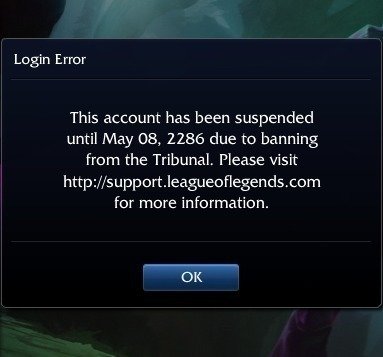 Login Error
This account has been suspended
until May 08, 2286 due to banning
from the Tribunal. Please visit
http://support.leagueoflegends.com
for more information.
OK